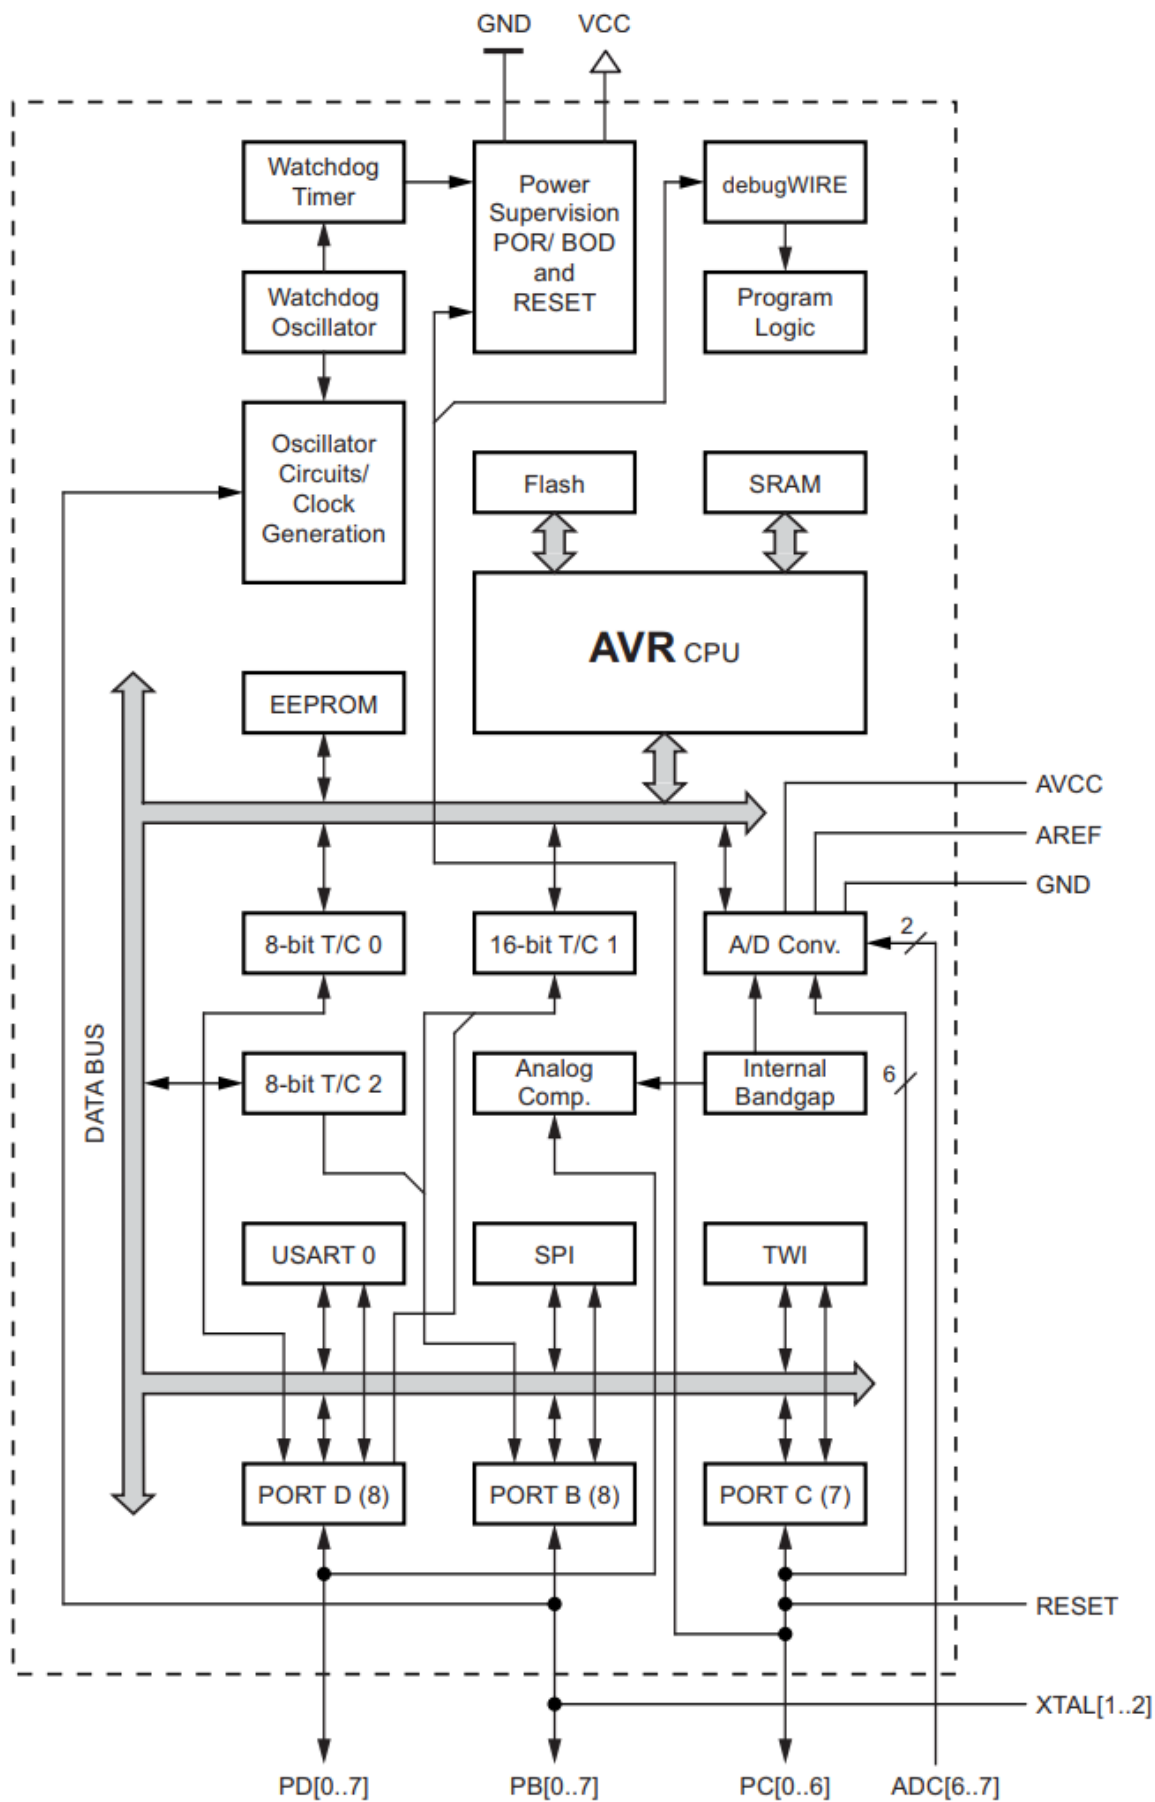 GND
VCC
Watchdog
Timer
Power
Supervision
POR/ BOD
and
RESET
debugWIRE
Watchdog
Oscillator
Program
Logic
Oscillator
Circuits/
Clock
Generation
Flash
SRAM
AVR CPU
EEPROM
AVCC
AREF
GND
8-bit T/C 0
16-bit T/C 1
A/D Conv.
2
DATA BUS
8-bit T/C 2
Analog
Comp.
Internal
Bandgap
6
USART 0
SPI
TWI
PORT D (8)
PORT B (8)
PORT C (7)
RESET
XTAL[1..2]
PD[0..7]
PB[0..7]
PC[0..6]
ADC[6..7]